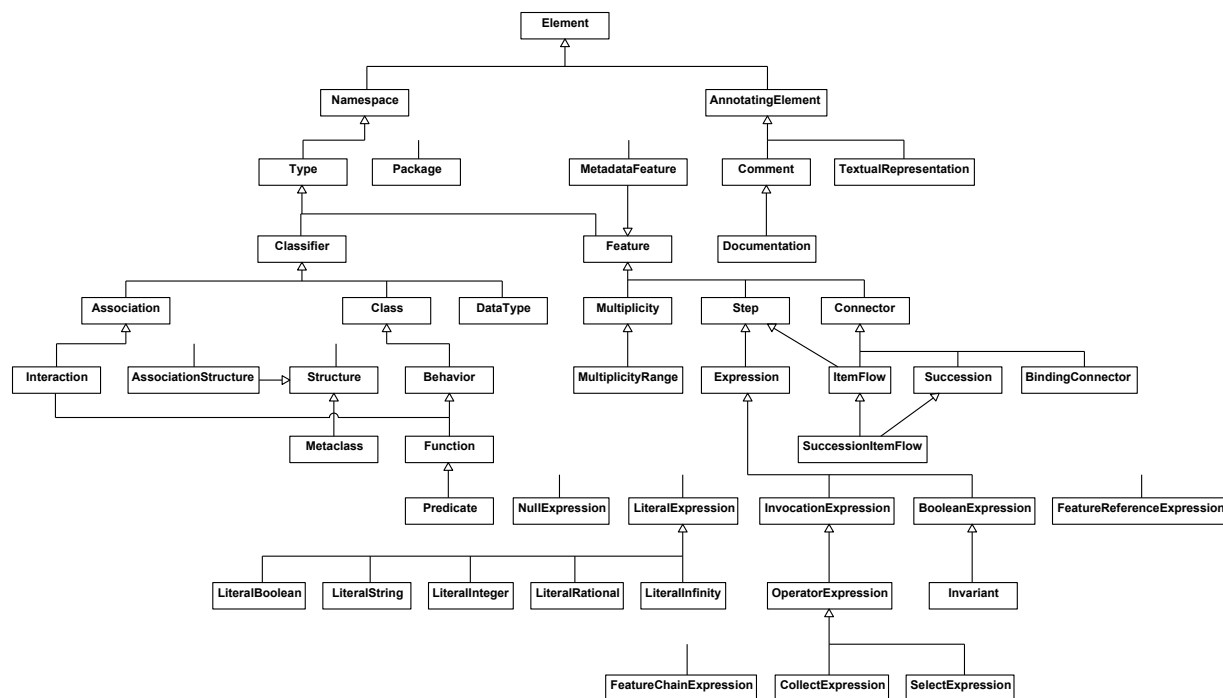 Element
Namespace
AnnotatingElement
Type
Package
MetadataFeature
Comment
TextualRepresentation
Classifier
Feature
Documentation
Association
Class
DataType
Multiplicity
Step
Connector
Interaction
AssociationStructure
Structure
Behavior
MultiplicityRange
Expression
ItemFlow
Succession
BindingConnector
Metaclass
Function
SuccessionItemFlow
Predicate
NullExpression
LiteralExpression
InvocationExpression
BooleanExpression
FeatureReferenceExpression
LiteralBoolean
LiteralString
LiteralInteger
LiteralRational
LiteralInfinity
OperatorExpression
Invariant
FeatureChainExpression
CollectExpression
SelectExpression